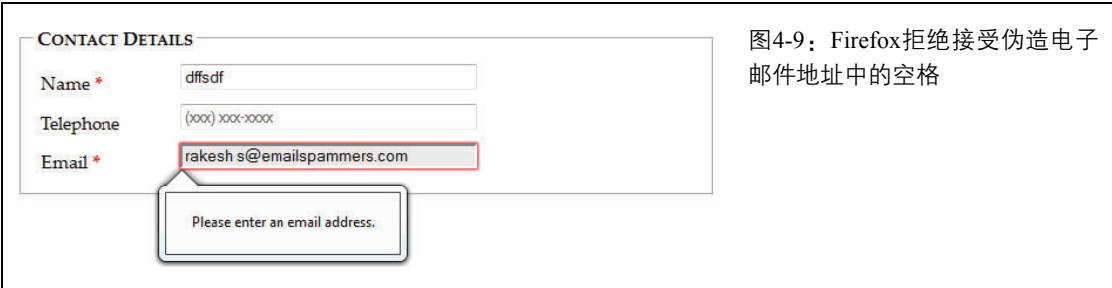 CONTACT DETAILS
Name *
dffsdf
Telephone
(xxx) xxx-xxxx
Email *
rakesh s@emailspammers.com
Please enter an email address.
图4-9：Firefox拒绝接受伪造电子
邮件地址中的空格